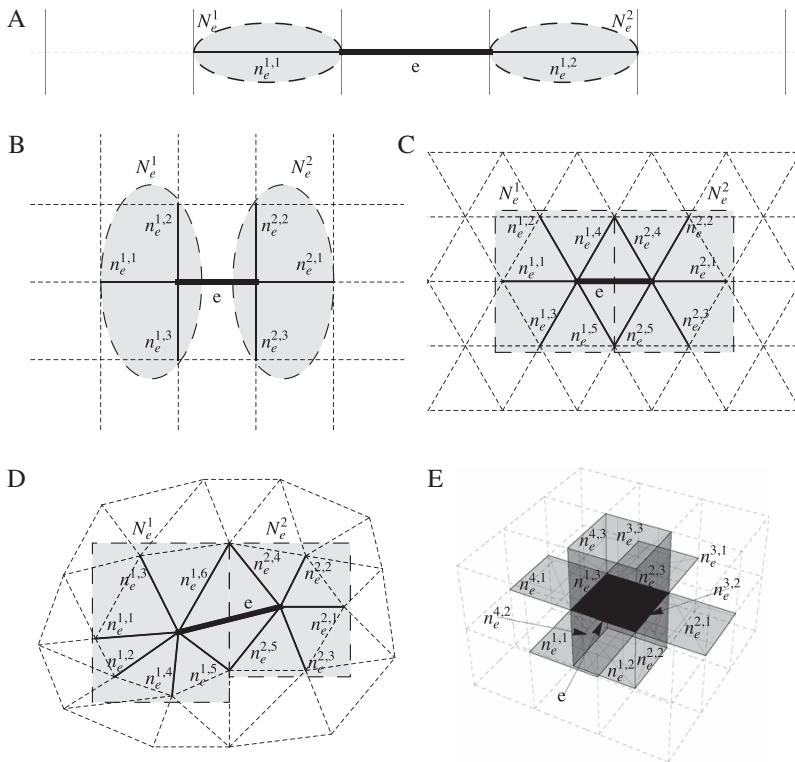 A
N_e^1
N_e^2
n_e^{1,1}
e
n_e^{1,2}
B
N_e^1
N_e^2
n_e^{1,2}
n_e^{2,2}
n_e^{1,1}
n_e^{2,1}
e
n_e^{1,3}
n_e^{2,3}
C
N_e^1
N_e^2
n_e^{1,2}
n_e^{1,4}
n_e^{2,4}
n_e^{2,2}
n_e^{1,1}
n_e^{2,1}
e
n_e^{1,3}
n_e^{1,5}
n_e^{2,5}
n_e^{2,3}
D
N_e^1
N_e^2
n_e^{1,3}
n_e^{1,6}
n_e^{2,4}
n_e^{2,2}
e
n_e^{1,1}
n_e^{2,1}
n_e^{1,2}
n_e^{1,4}
n_e^{1,5}
n_e^{2,5}
n_e^{2,3}
E
n_e^{4,3}
n_e^{3,3}
n_e^{3,1}
n_e^{4,1}
n_e^{1,3}
n_e^{2,3}
n_e^{3,2}
n_e^{4,2}
n_e^{2,1}
n_e^{1,1}
n_e^{1,2}
n_e^{2,2}
e